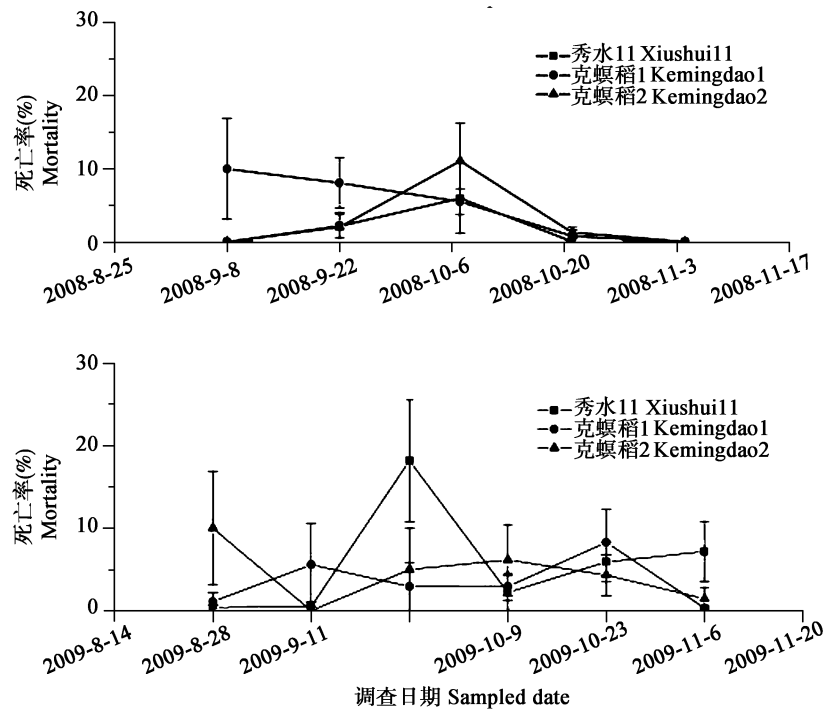 30
秀水11 Xiushui11
克螟稻1 Kemingdao1
克螟稻2 Kemingdao2
20
死亡率(%)
Mortality
10
0
2008-8-25
2008-9-8
2008-9-22
2008-10-6
2008-10-20
2008-11-3
2008-11-17
30
秀水11 Xiushui11
克螟稻1 Kemingdao1
克螟稻2 Kemingdao2
20
死亡率(%)
Mortality
10
0
2009-8-14
2009-8-28
2009-9-11
2009-10-9
2009-10-23
2009-11-6
2009-11-20
调查日期 Sampled date